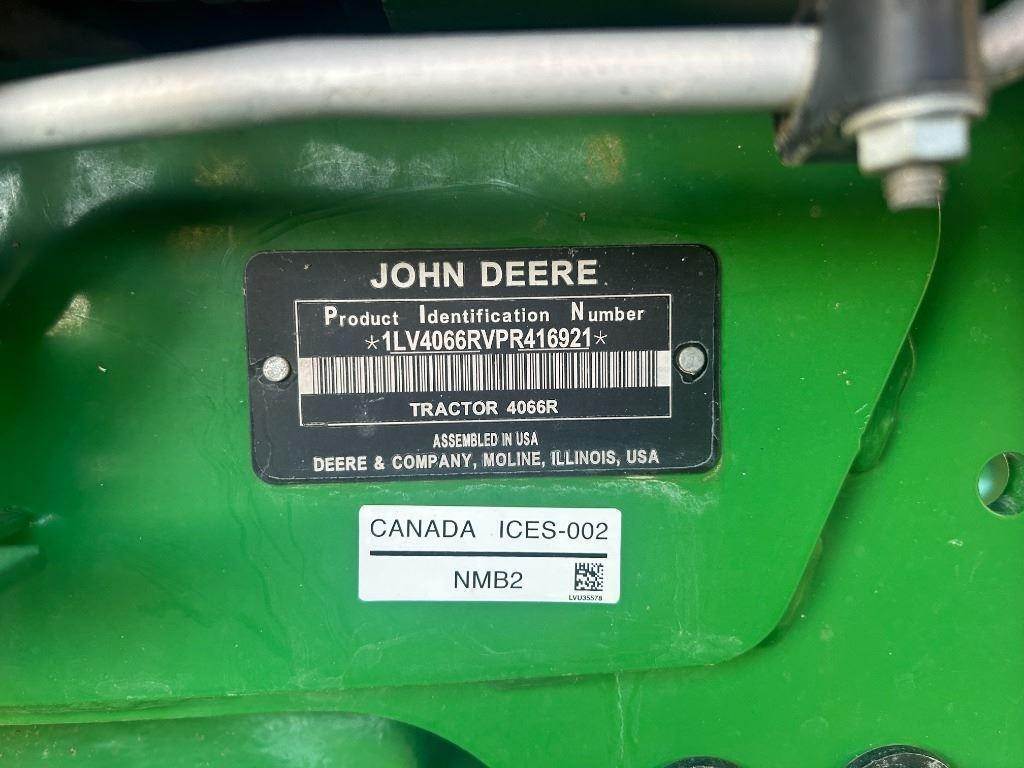 JOHN DEERE
Product Identification Number
*1LV4066RVPR416921*
TRACTOR 4066R
ASSEMBLED IN USA
DEERE & COMPANY, MOLINE, ILLINOIS, USA
CANADA ICES-002
NMB2
LVU35578